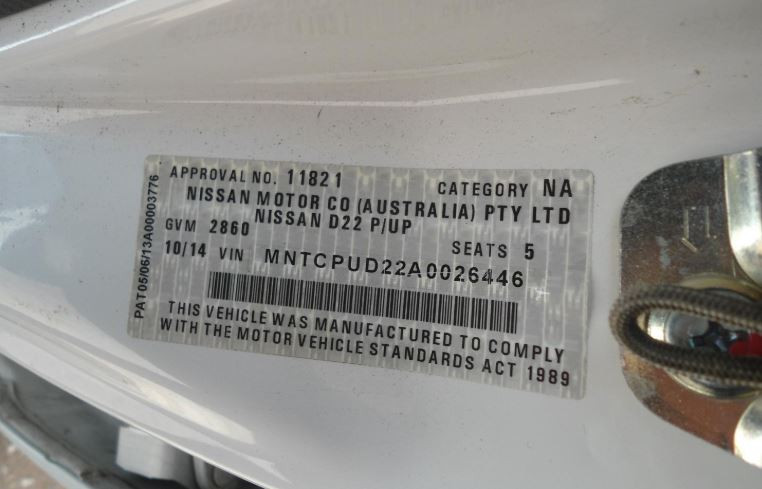 APPROVAL NO. 11821 CATEGORY NA
NISSAN MOTOR CO (AUSTRALIA) PTY LTD
NISSAN D22 P/UP
GVM 2860 SEATS 5
10/14 VIN MNTCPUD22A0026446
THIS VEHICLE WAS MANUFACTURED TO COMPLY
WITH THE MOTOR VEHICLE STANDARDS ACT 1989
PAT05/06/13A00003776